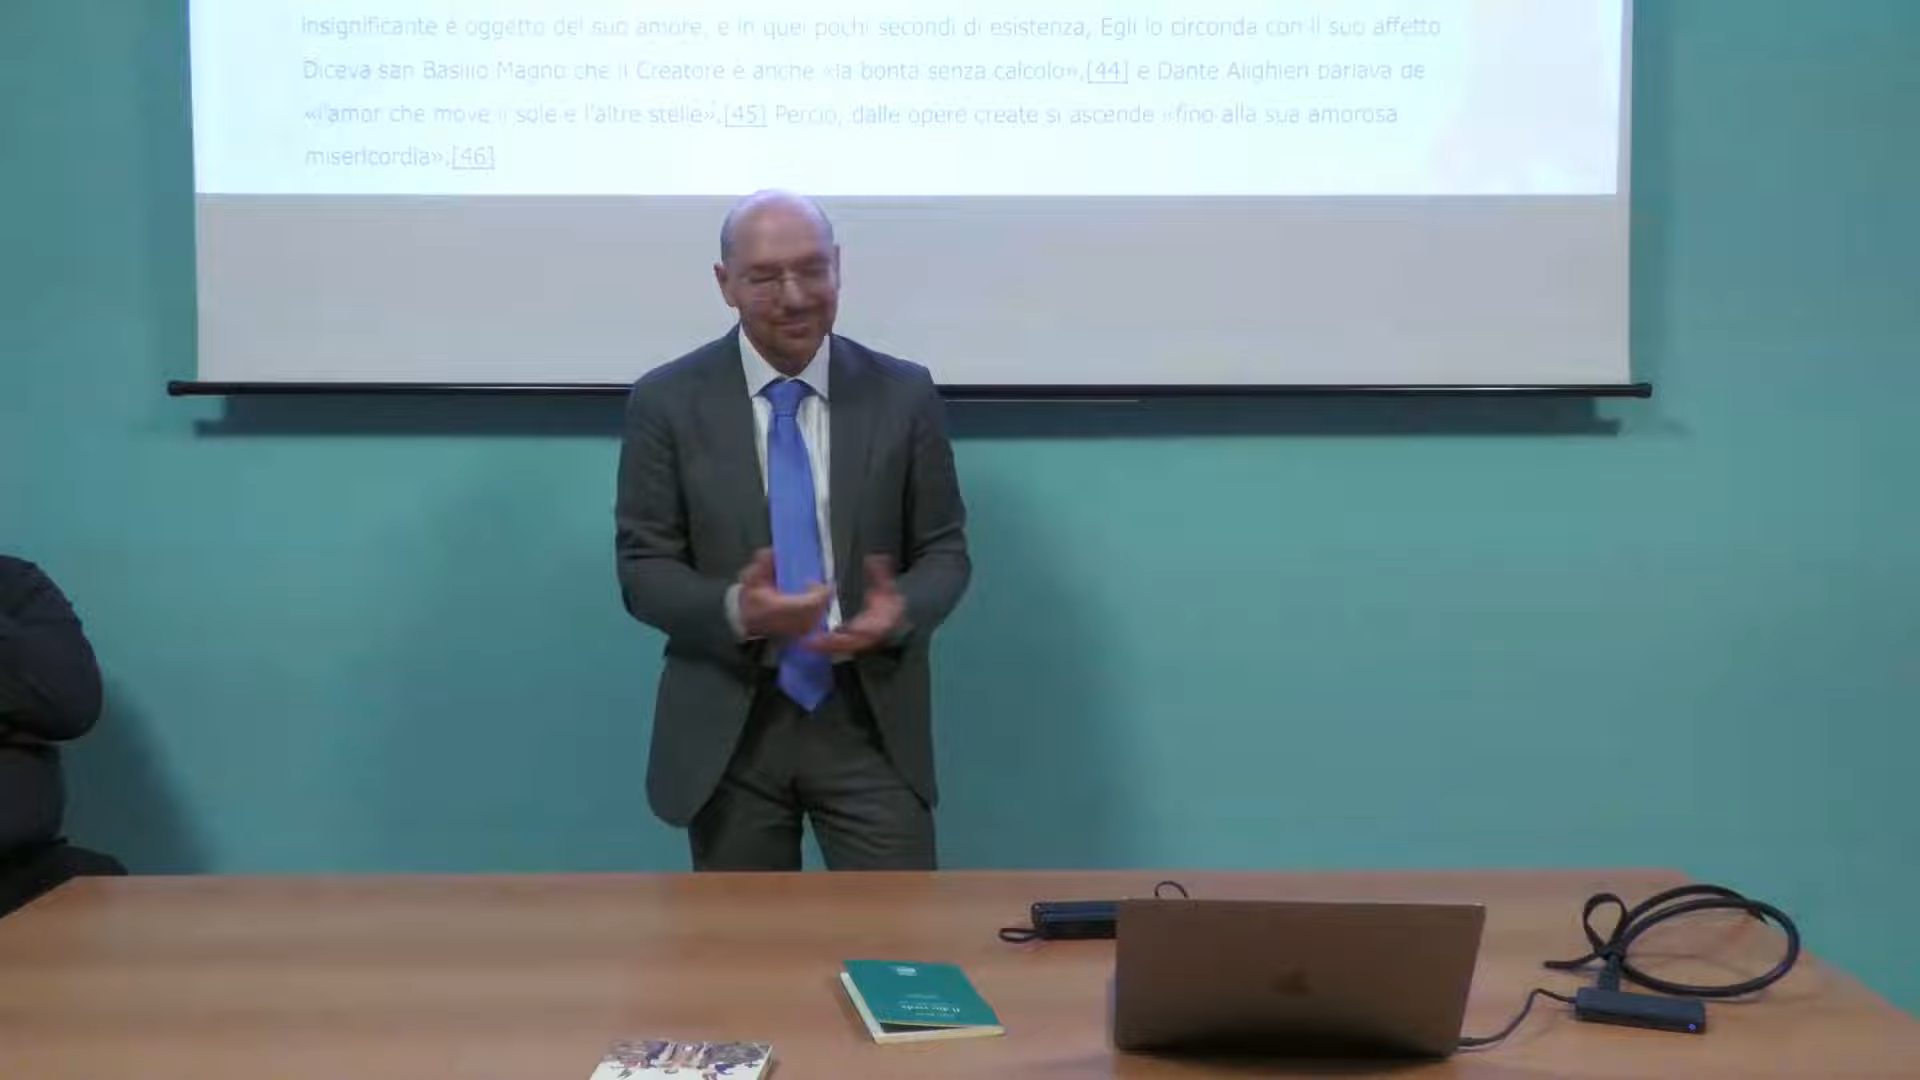 insignificante è oggetto del suo amore, e in quei pochi secondi di esistenza, Egli lo circonda con il suo affetto
Diceva san Basilio Magno che il Creatore è anche «la bontà senza calcolo»,[44] e Dante Alighieri parlava de
«l'amor che move il sole e l'altre stelle».[45] Perciò, dalle opere create si ascende «fino alla sua amorosa
misericordia».[46]